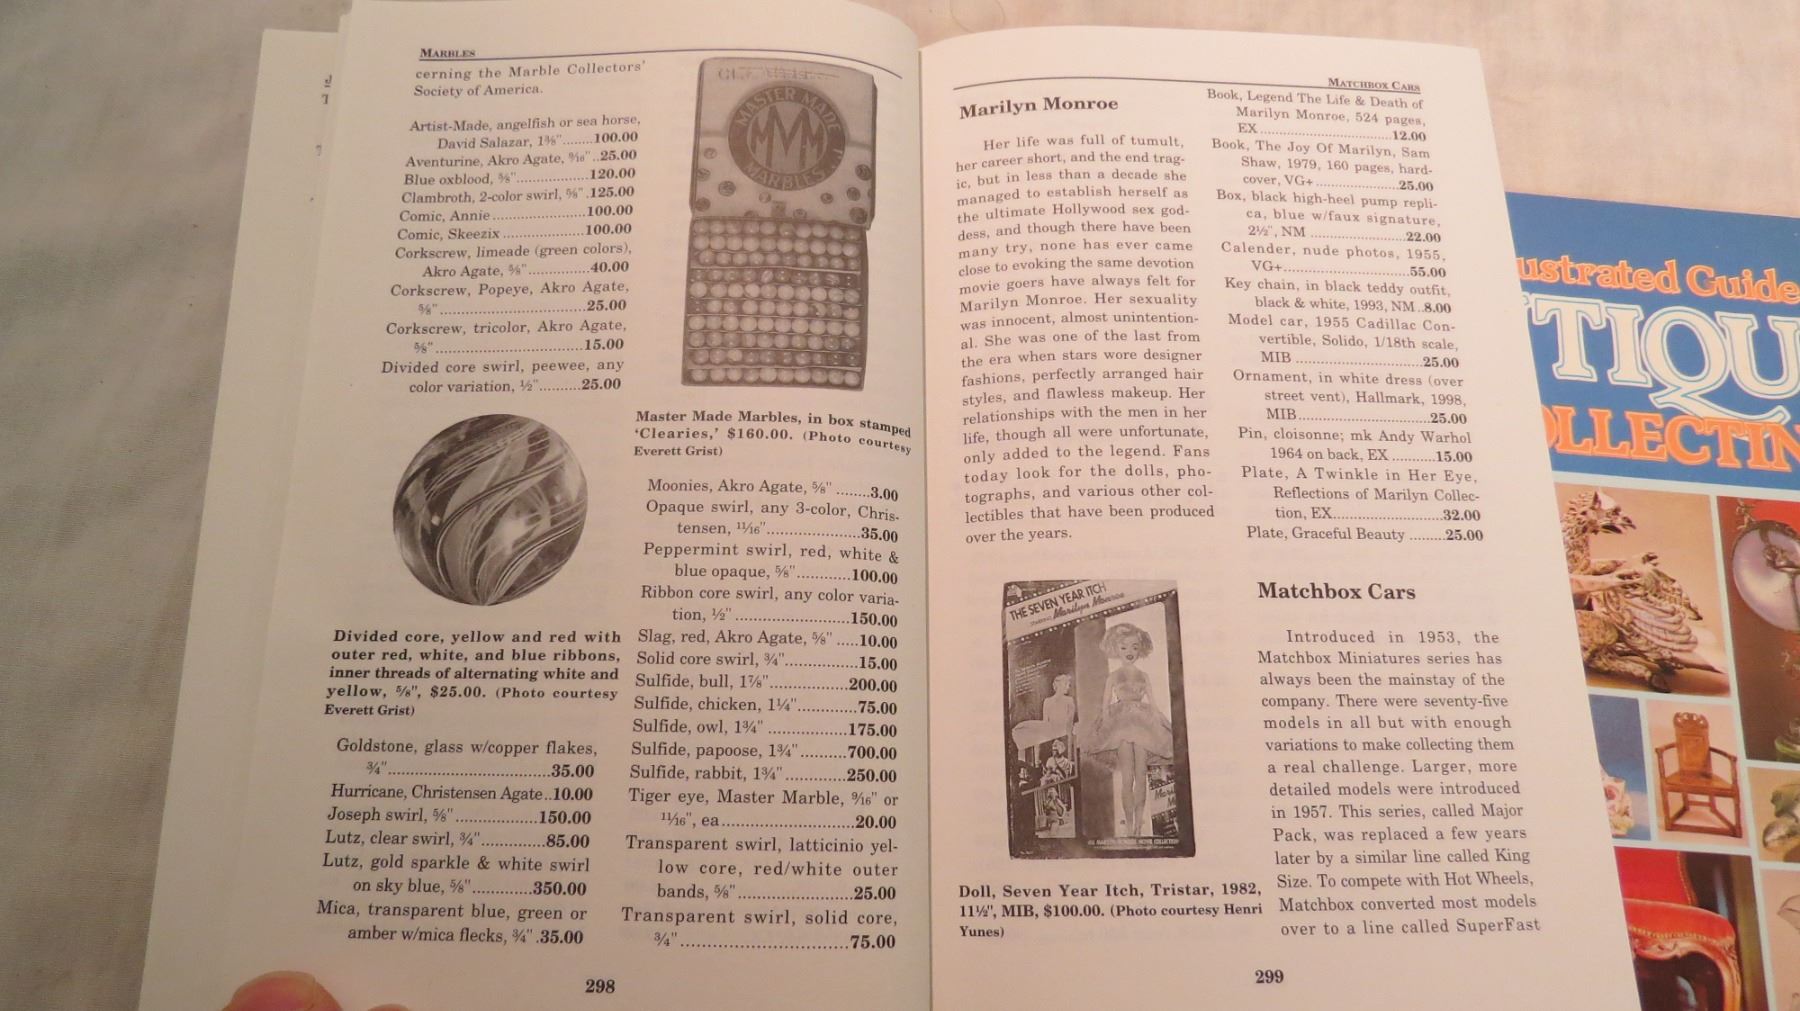 MARBLES
cerning the Marble Collectors'
Society of America.
Artist-Made, angelfish or sea horse,
David Salazar, 1⅜"........100.00
Aventurine, Akro Agate, 9/16"..25.00
Blue oxblood, ⅝"................120.00
Clambroth, 2-color swirl, ⅝".125.00
Comic, Annie......................100.00
Comic, Skeezix...................100.00
Corkscrew, limeade (green colors),
Akro Agate, ⅝"..............40.00
Corkscrew, Popeye, Akro Agate,
⅝"..................................25.00
Corkscrew, tricolor, Akro Agate,
⅝"..................................15.00
Divided core swirl, peewee, any
color variation, ½".........25.00
MASTER MADE
MMM
MARBLES
Master Made Marbles, in box stamped
'Clearies,' $160.00. (Photo courtesy
Everett Grist)
Divided core, yellow and red with
outer red, white, and blue ribbons,
inner threads of alternating white and
yellow, ⅝", $25.00. (Photo courtesy
Everett Grist)
Goldstone, glass w/copper flakes,
¾"..................................35.00
Hurricane, Christensen Agate..10.00
Joseph swirl, ⅝"..................150.00
Lutz, clear swirl, ¾"..............85.00
Lutz, gold sparkle & white swirl
on sky blue, ⅝".............350.00
Mica, transparent blue, green or
amber w/mica flecks, ¾".35.00
Moonies, Akro Agate, ⅝"........3.00
Opaque swirl, any 3-color, Chris-
tensen, 11/16"......................35.00
Peppermint swirl, red, white &
blue opaque, ⅝"............100.00
Ribbon core swirl, any color varia-
tion, ½".........................150.00
Slag, red, Akro Agate, ⅝".....10.00
Solid core swirl, ¾"................15.00
Sulfide, bull, 1⅞".................200.00
Sulfide, chicken, 1¼".............75.00
Sulfide, owl, 1¾"..................175.00
Sulfide, papoose, 1¾"..........700.00
Sulfide, rabbit, 1¾".............250.00
Tiger eye, Master Marble, 9/16" or
11/16", ea............................20.00
Transparent swirl, latticinio yel-
low core, red/white outer
bands, ⅝".......................25.00
Transparent swirl, solid core,
¾"...................................75.00
298
MATCHBOX CARS
Marilyn Monroe
Her life was full of tumult,
her career short, and the end trag-
ic, but in less than a decade she
managed to establish herself as
the ultimate Hollywood sex god-
dess, and though there have been
many try, none has ever came
close to evoking the same devotion
movie goers have always felt for
Marilyn Monroe. Her sexuality
was innocent, almost unintention-
al. She was one of the last from
the era when stars wore designer
fashions, perfectly arranged hair
styles, and flawless makeup. Her
relationships with the men in her
life, though all were unfortunate,
only added to the legend. Fans
today look for the dolls, pho-
tographs, and various other col-
lectibles that have been produced
over the years.
THE SEVEN YEAR ITCH
Marilyn Monroe
Doll, Seven Year Itch, Tristar, 1982,
11½", MIB, $100.00. (Photo courtesy Henri
Yunes)
Book, Legend The Life & Death of
Marilyn Monroe, 524 pages,
EX...............................12.00
Book, The Joy Of Marilyn, Sam
Shaw, 1979, 160 pages, hard-
cover, VG+....................25.00
Box, black high-heel pump repli-
ca, blue w/faux signature,
2½", NM.......................22.00
Calender, nude photos, 1955,
VG+..............................55.00
Key chain, in black teddy outfit,
black & white, 1993, NM..8.00
Model car, 1955 Cadillac Con-
vertible, Solido, 1/18th scale,
MIB..............................25.00
Ornament, in white dress (over
street vent), Hallmark, 1998,
MIB...............................25.00
Pin, cloisonne; mk Andy Warhol
1964 on back, EX..........15.00
Plate, A Twinkle in Her Eye,
Reflections of Marilyn Collec-
tion, EX..........................32.00
Plate, Graceful Beauty.........25.00
Matchbox Cars
Introduced in 1953, the
Matchbox Miniatures series has
always been the mainstay of the
company. There were seventy-five
models in all but with enough
variations to make collecting them
a real challenge. Larger, more
detailed models were introduced
in 1957. This series, called Major
Pack, was replaced a few years
later by a similar line called King
Size. To compete with Hot Wheels,
Matchbox converted most models
over to a line called SuperFast
299
ustrated Guide
TIQU
OLLECTIN